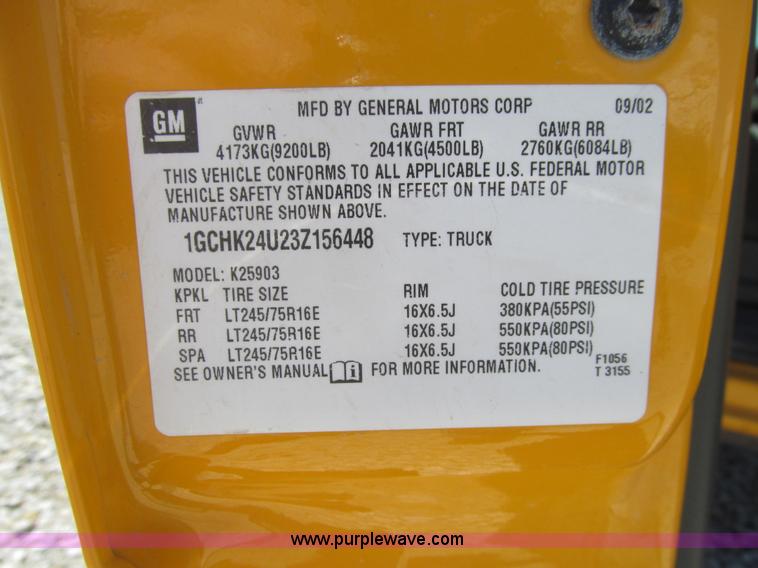 GM MFD BY GENERAL MOTORS CORP 09/02
GVWR GAWR FRT GAWR RR
4173KG(9200LB) 2041KG(4500LB) 2760KG(6084LB)
THIS VEHICLE CONFORMS TO ALL APPLICABLE U.S. FEDERAL MOTOR
VEHICLE SAFETY STANDARDS IN EFFECT ON THE DATE OF
MANUFACTURE SHOWN ABOVE.
1GCHK24U23Z156448 TYPE: TRUCK
MODEL: K25903
KPKL TIRE SIZE RIM COLD TIRE PRESSURE
FRT LT245/75R16E 16X6.5J 380KPA(55PSI)
RR LT245/75R16E 16X6.5J 550KPA(80PSI)
SPA LT245/75R16E 16X6.5J 550KPA(80PSI)
SEE OWNER'S MANUAL FOR MORE INFORMATION.
F1056
T 3155
www.purplewave.com